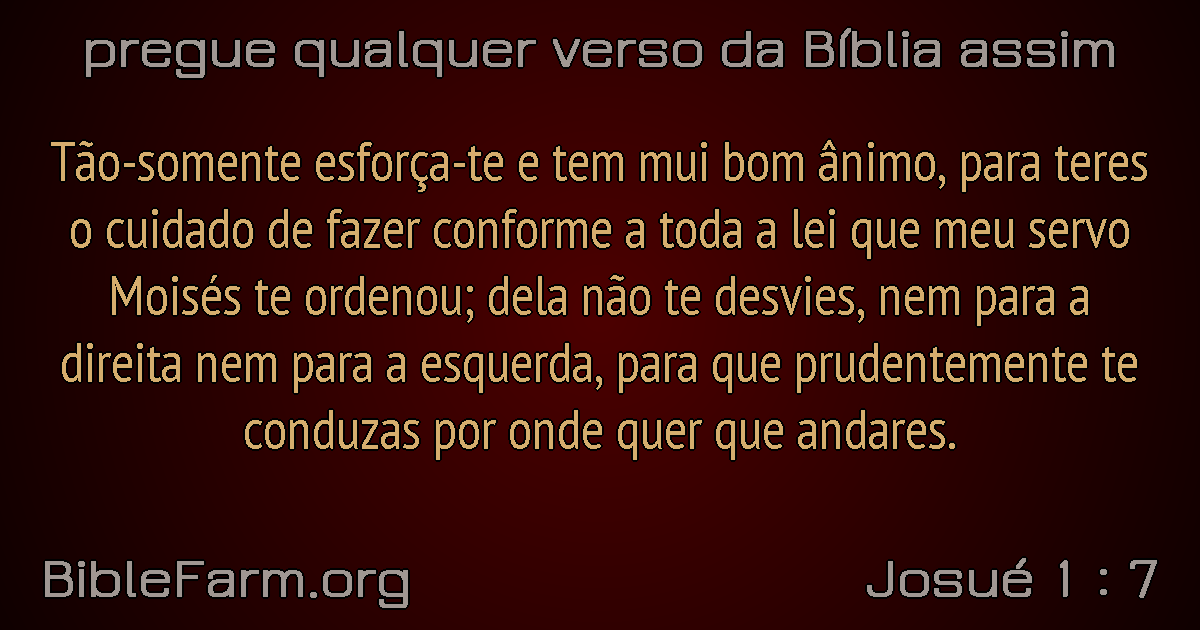 pregue qualquer verso da Bíblia assim
Tão-somente esforça-te e tem mui bom ânimo, para teres
o cuidado de fazer conforme a toda a lei que meu servo
Moisés te ordenou; dela não te desvies, nem para a
direita nem para a esquerda, para que prudentemente te
conduzas por onde quer que andares.
BibleFarm.org
Josué 1 : 7